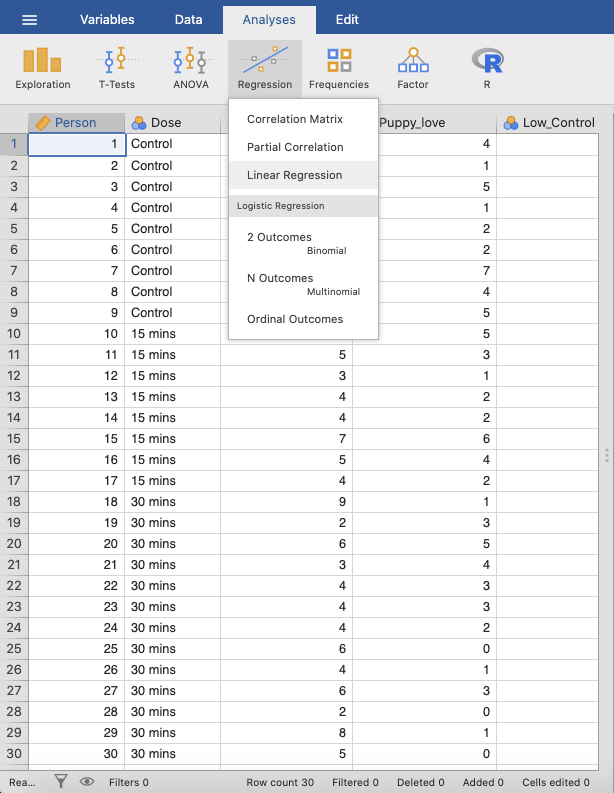 Variables Data Analyses Edit
Exploration T-Tests ANOVA Regression Frequencies Factor R
Person Dose Puppy_love Low_Control
Correlation Matrix
Partial Correlation
Linear Regression
Logistic Regression
2 Outcomes
Binomial
N Outcomes
Multinomial
Ordinal Outcomes
1 1 Control 4
2 2 Control 1
3 3 Control 5
4 4 Control 1
5 5 Control 2
6 6 Control 2
7 7 Control 7
8 8 Control 4
9 9 Control 5
10 10 15 mins 5
11 11 15 mins 5 3
12 12 15 mins 3 1
13 13 15 mins 4 2
14 14 15 mins 4 2
15 15 15 mins 7 6
16 16 15 mins 5 4
17 17 15 mins 4 2
18 18 30 mins 9 1
19 19 30 mins 2 3
20 20 30 mins 6 5
21 21 30 mins 3 4
22 22 30 mins 4 3
23 23 30 mins 4 3
24 24 30 mins 4 2
25 25 30 mins 6 0
26 26 30 mins 4 1
27 27 30 mins 6 3
28 28 30 mins 2 0
29 29 30 mins 8 1
30 30 30 mins 5 0
Rea... Filters 0 Row count 30 Filtered 0 Deleted 0 Added 0 Cells edited 0